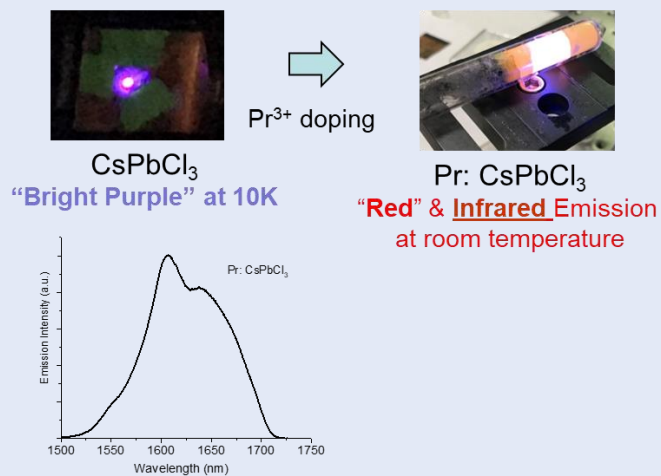 Pr³⁺ doping
CsPbCl₃
“Bright Purple” at 10K
Pr: CsPbCl₃
“Red” & Infrared Emission
at room temperature
Pr: CsPbCl₃
Emission Intensity (a.u.)
1500 1550 1600 1650 1700 1750
Wavelength (nm)